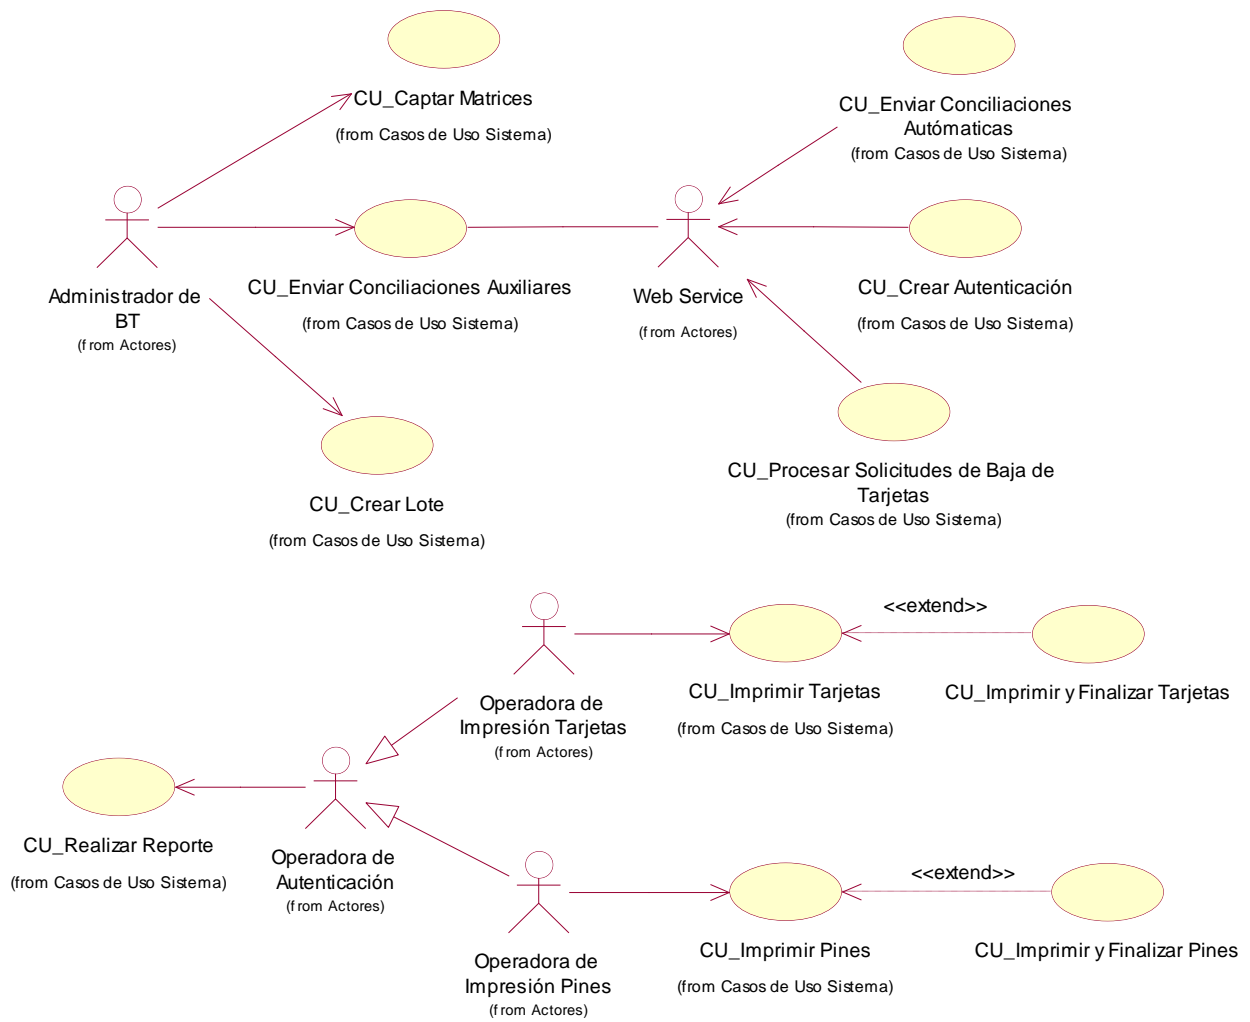 CU_Captar Matrices
(from Casos de Uso Sistema)
CU_Enviar Conciliaciones
Autómaticas
(from Casos de Uso Sistema)
Administrador de
BT
(from Actores)
CU_Enviar Conciliaciones Auxiliares
(from Casos de Uso Sistema)
Web Service
(from Actores)
CU_Crear Autenticación
(from Casos de Uso Sistema)
CU_Crear Lote
(from Casos de Uso Sistema)
CU_Procesar Solicitudes de Baja de
Tarjetas
(from Casos de Uso Sistema)
<<extend>>
Operadora de
Impresión Tarjetas
(from Actores)
CU_Imprimir Tarjetas
(from Casos de Uso Sistema)
CU_Imprimir y Finalizar Tarjetas
CU_Realizar Reporte
(from Casos de Uso Sistema)
Operadora de
Autenticación
(from Actores)
<<extend>>
Operadora de
Impresión Pines
(from Actores)
CU_Imprimir Pines
(from Casos de Uso Sistema)
CU_Imprimir y Finalizar Pines